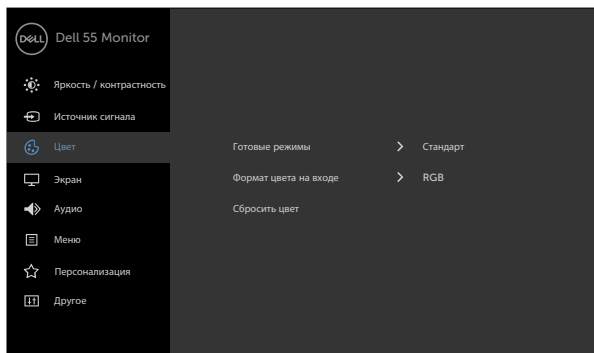 DELL Dell 55 Monitor
Яркость / контрастность
Источник сигнала
Цвет
Готовые режимы Стандарт
Экран
Формат цвета на входе RGB
Аудио
Сбросить цвет
Меню
Персонализация
Другое